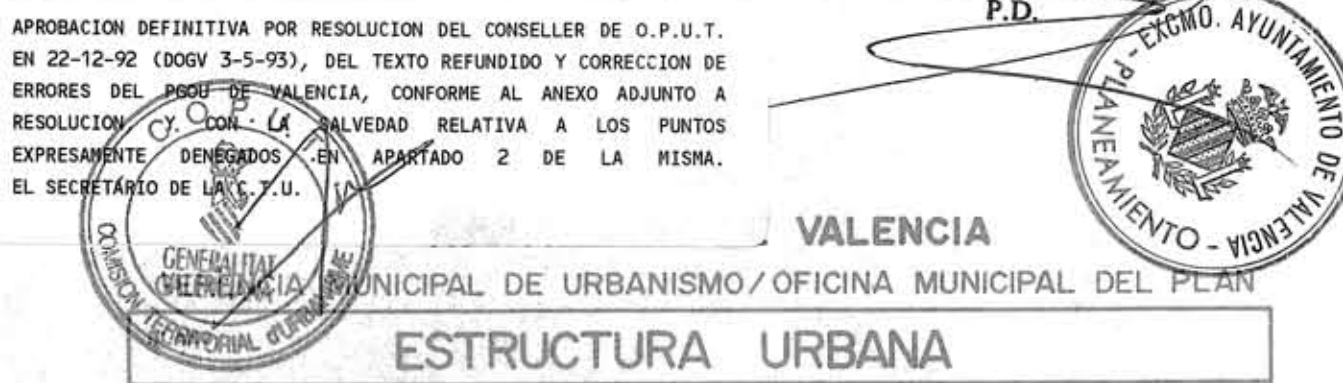 APROBACION DEFINITIVA POR RESOLUCION DEL CONSELLER DE O.P.U.T.
EN 22-12-92 (DOGV 3-5-93), DEL TEXTO REFUNDIDO Y CORRECCION DE
ERRORES DEL PGOU DE VALENCIA, CONFORME AL ANEXO ADJUNTO A
RESOLUCION, Y CON LA SALVEDAD RELATIVA A LOS PUNTOS
EXPRESAMENTE DENEGADOS EN APARTADO 2 DE LA MISMA.
EL SECRETARIO DE LA C.T.U.
P.D.
EXCMO. AYUNTAMIENTO DE VALENCIA - PLANEAMIENTO -
C.O.P.U.T.
GENERALITAT
VALENCIANA
COMISION TERRITORIAL d'URBANISME
VALENCIA
GERENCIA MUNICIPAL DE URBANISMO/OFICINA MUNICIPAL DEL PLAN
ESTRUCTURA URBANA